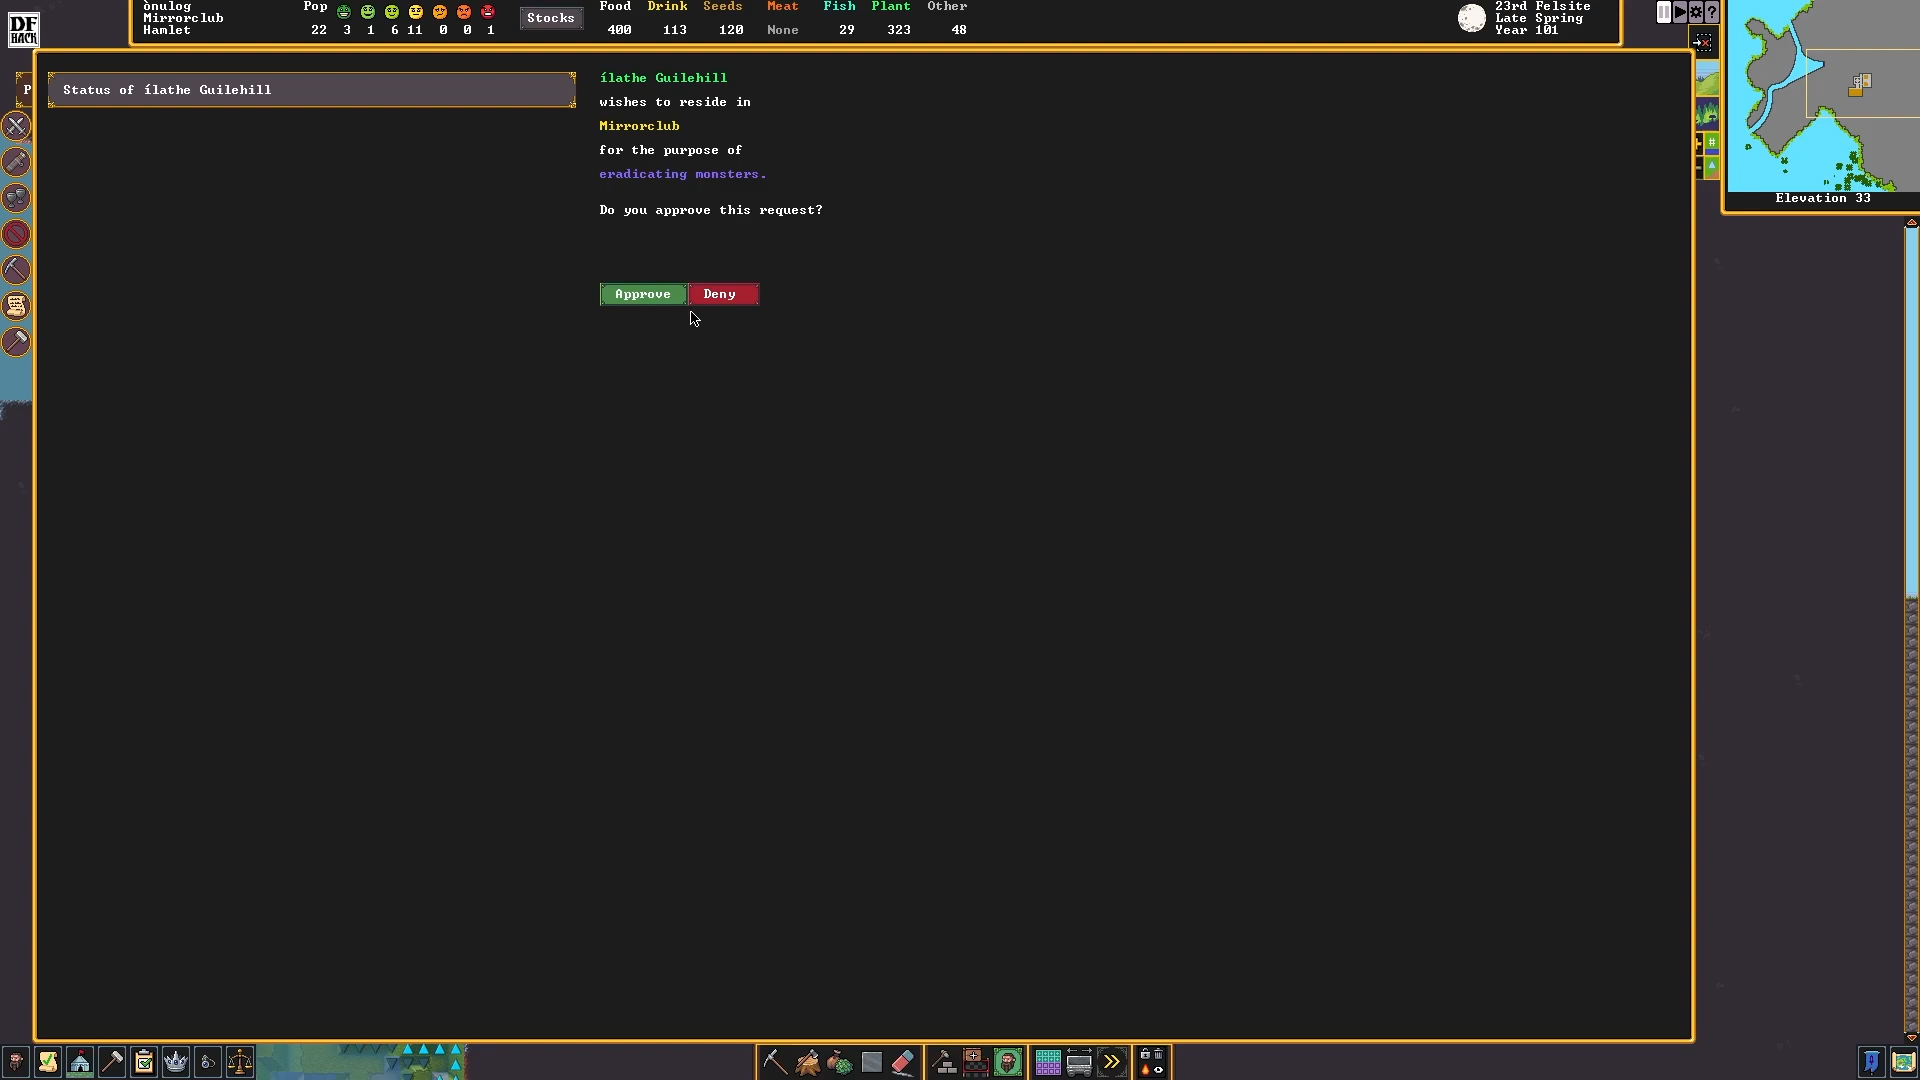 DF
HACK
Ònulog
Mirrorclub
Hamlet
Pop
22 3 1 6 11 0 0 1
Stocks
Food Drink Seeds Meat Fish Plant Other
400 113 120 None 29 323 48
23rd Felsite
Late Spring
Year 101
?
P
Status of ílathe Guilehill
ílathe Guilehill
wishes to reside in
Mirrorclub
for the purpose of
eradicating monsters.
Do you approve this request?
Approve Deny
Elevation 33